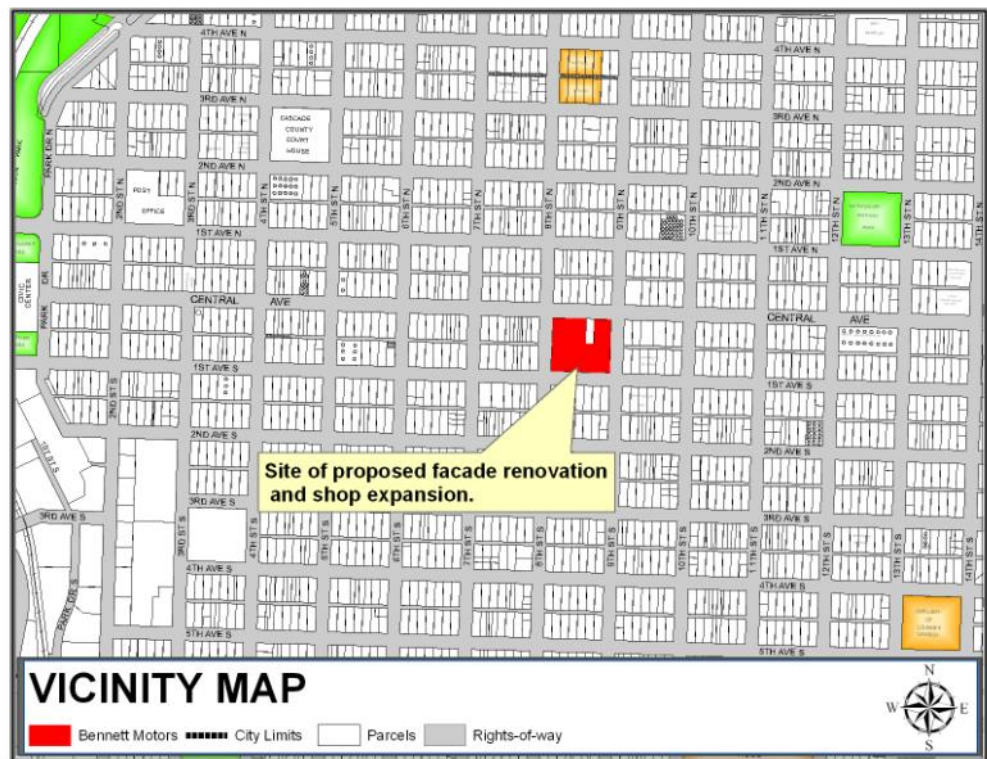 4TH AVE N
4TH AVE N
3RD AVE N
3RD AVE N
CASCADE
COUNTY
COURT
HOUSE
PARK DR N
2ND AVE N
2ND AVE N
POST
OFFICE
2ND ST N
3RD ST N
4TH ST N
5TH ST N
6TH ST N
7TH ST N
8TH ST N
9TH ST N
10TH ST N
11TH ST N
12TH ST N
13TH ST N
14TH ST N
1ST AVE N
1ST AVE N
CIVIC
CENTER
PARK DR
CENTRAL AVE
CENTRAL AVE
1ST AVE S
1ST AVE S
2ND ST S
2ND AVE S
2ND AVE S
Site of proposed facade renovation
and shop expansion.
1ST ST S
3RD AVE S
3RD AVE S
3RD AVE S
3RD ST S
4TH ST S
5TH ST S
6TH ST S
7TH ST S
8TH ST S
9TH ST S
10TH ST S
11TH ST S
12TH ST S
13TH ST S
14TH ST S
4TH AVE S
4TH AVE S
PARK DR S
5TH AVE S
5TH AVE S
VICINITY MAP
N
W E
S
Bennett Motors City Limits Parcels Rights-of-way